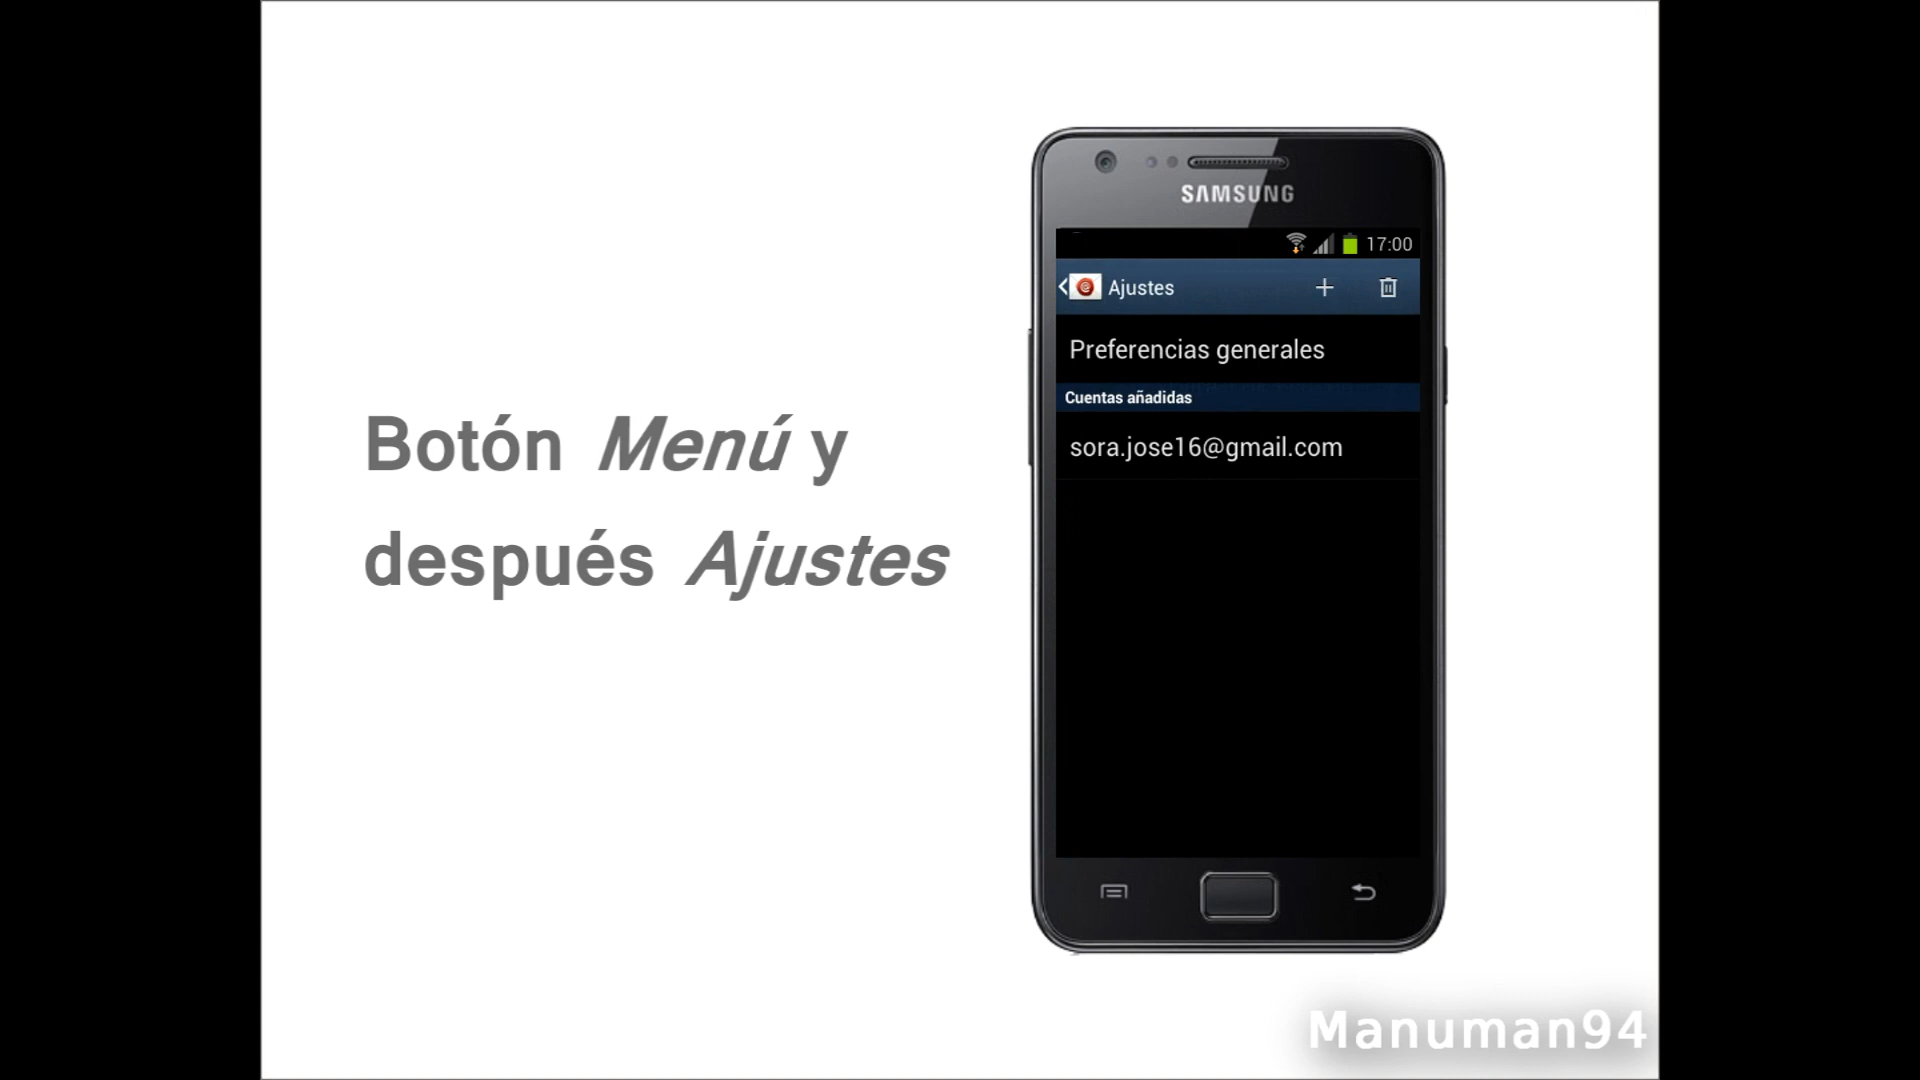 Botón Menú y
después Ajustes
SAMSUNG
17:00
Ajustes
Preferencias generales
Cuentas añadidas
sora.jose16@gmail.com
Manuman94